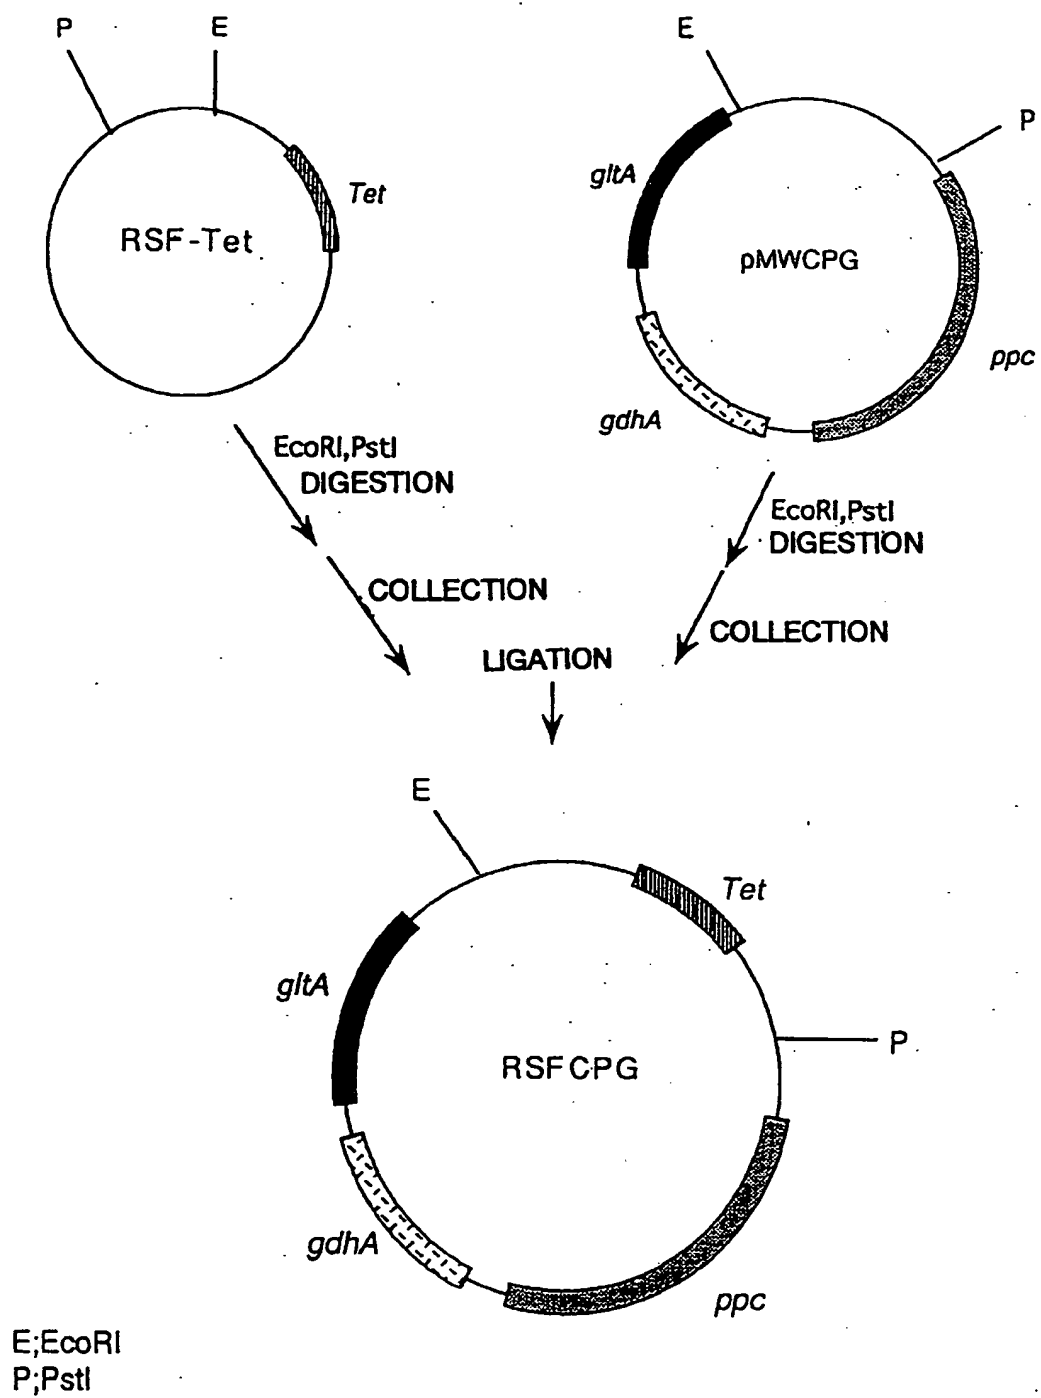 P
E
Tet
RSF-Tet
E
P
gltA
pMWCPG
ppc
gdhA
EcoRI,PstI
DIGESTION
COLLECTION
EcoRI,PstI
DIGESTION
COLLECTION
LIGATION
E
Tet
gltA
P
RSFCPG
gdhA
ppc
E;EcoRI
P;PstI